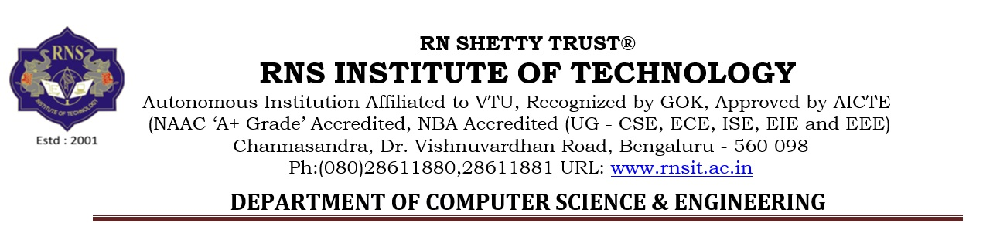 RNS
INSTITUTE OF TECHNOLOGY
Estd : 2001
RN SHETTY TRUST®
RNS INSTITUTE OF TECHNOLOGY
Autonomous Institution Affiliated to VTU, Recognized by GOK, Approved by AICTE
(NAAC ‘A+ Grade’ Accredited, NBA Accredited (UG - CSE, ECE, ISE, EIE and EEE)
Channasandra, Dr. Vishnuvardhan Road, Bengaluru - 560 098
Ph:(080)28611880,28611881 URL: www.rnsit.ac.in
DEPARTMENT OF COMPUTER SCIENCE & ENGINEERING